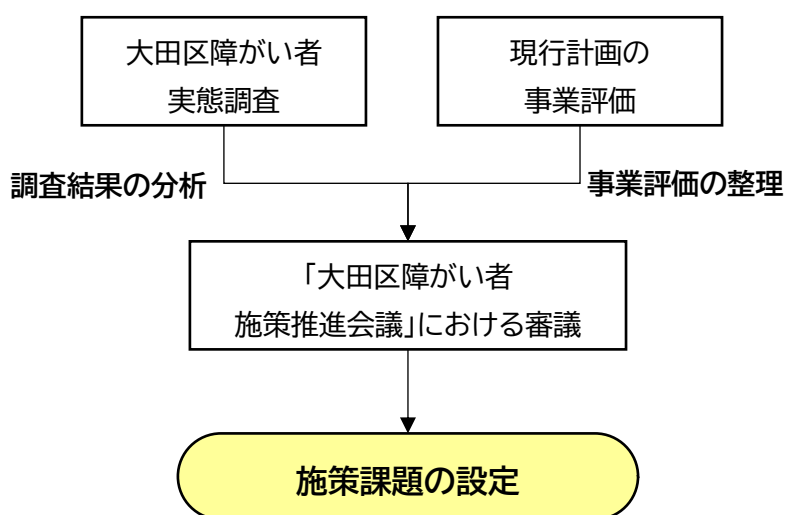 大田区障がい者
実態調査
現行計画の
事業評価
調査結果の分析
事業評価の整理
「大田区障がい者
施策推進会議」における審議
施策課題の設定